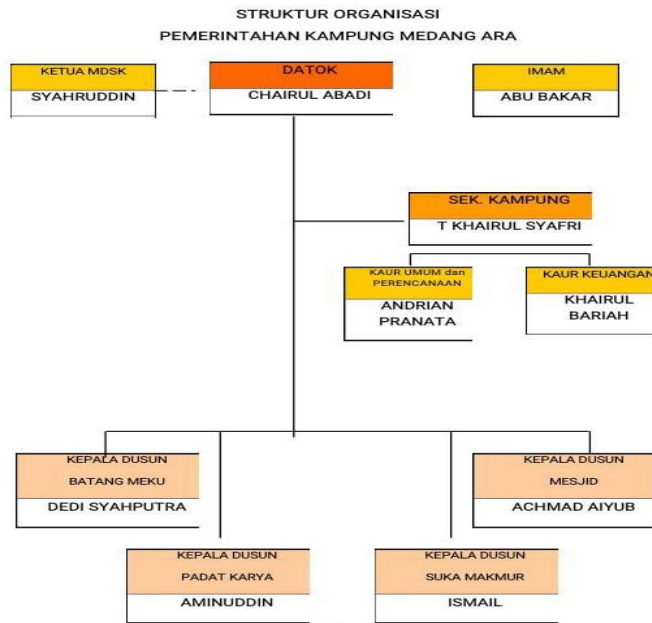 STRUKTUR ORGANISASI
PEMERINTAHAN KAMPUNG MEDANG ARA
KETUA MDSK
SYAHRUDDIN
DATOK
CHAIRUL ABADI
IMAM
ABU BAKAR
SEK. KAMPUNG
T KHAIRUL SYAFRI
KAUR UMUM dan
PERENCANAAN
ANDRIAN
PRANATA
KAUR KEUANGAN
KHAIRUL
BARIAH
KEPALA DUSUN
BATANG MEKU
DEDI SYAHPUTRA
KEPALA DUSUN
MESJID
ACHMAD AIYUB
KEPALA DUSUN
PADAT KARYA
AMINUDDIN
KEPALA DUSUN
SUKA MAKMUR
ISMAIL